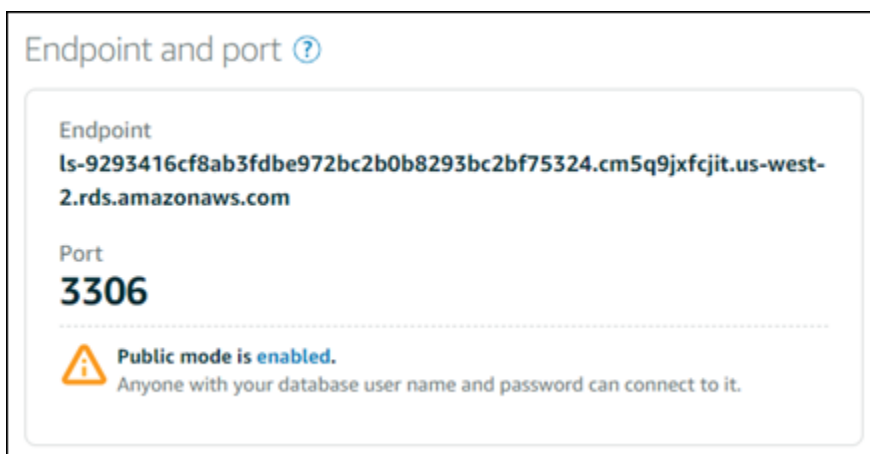 Endpoint and port ?
Endpoint
ls-9293416cf8ab3fdbe972bc2b0b8293bc2bf75324.cm5q9jxfcjit.us-west-
2.rds.amazonaws.com
Port
3306
Public mode is enabled.
Anyone with your database user name and password can connect to it.